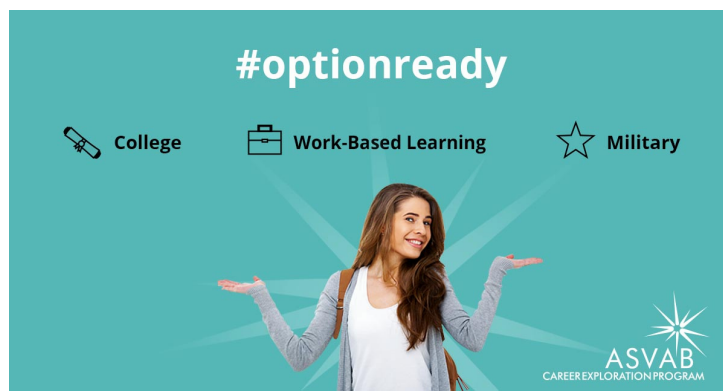 #optionready
College Work-Based Learning Military
ASVAB
CAREER EXPLORATION PROGRAM